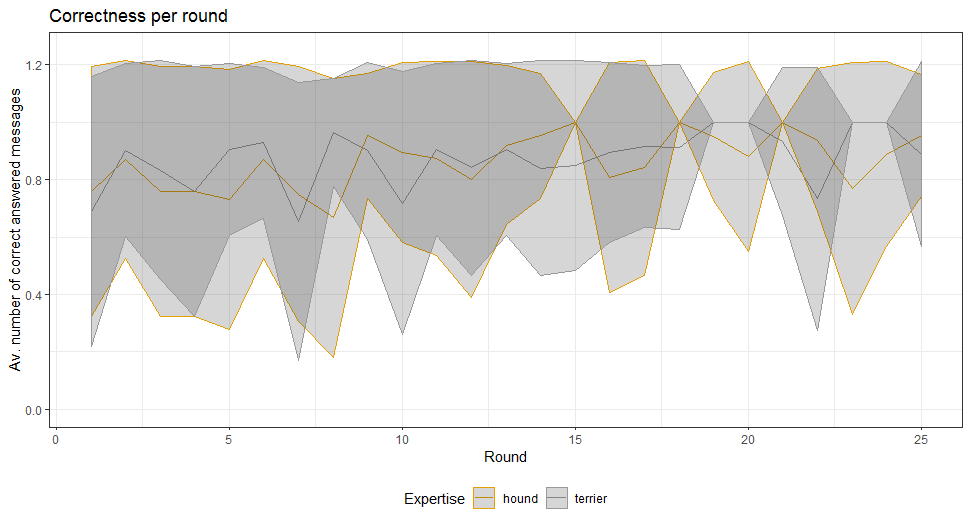 Correctness per round
Av. number of correct answered messages
1.2
0.8
0.4
0.0
0 5 10 15 20 25
Round
Expertise hound terrier